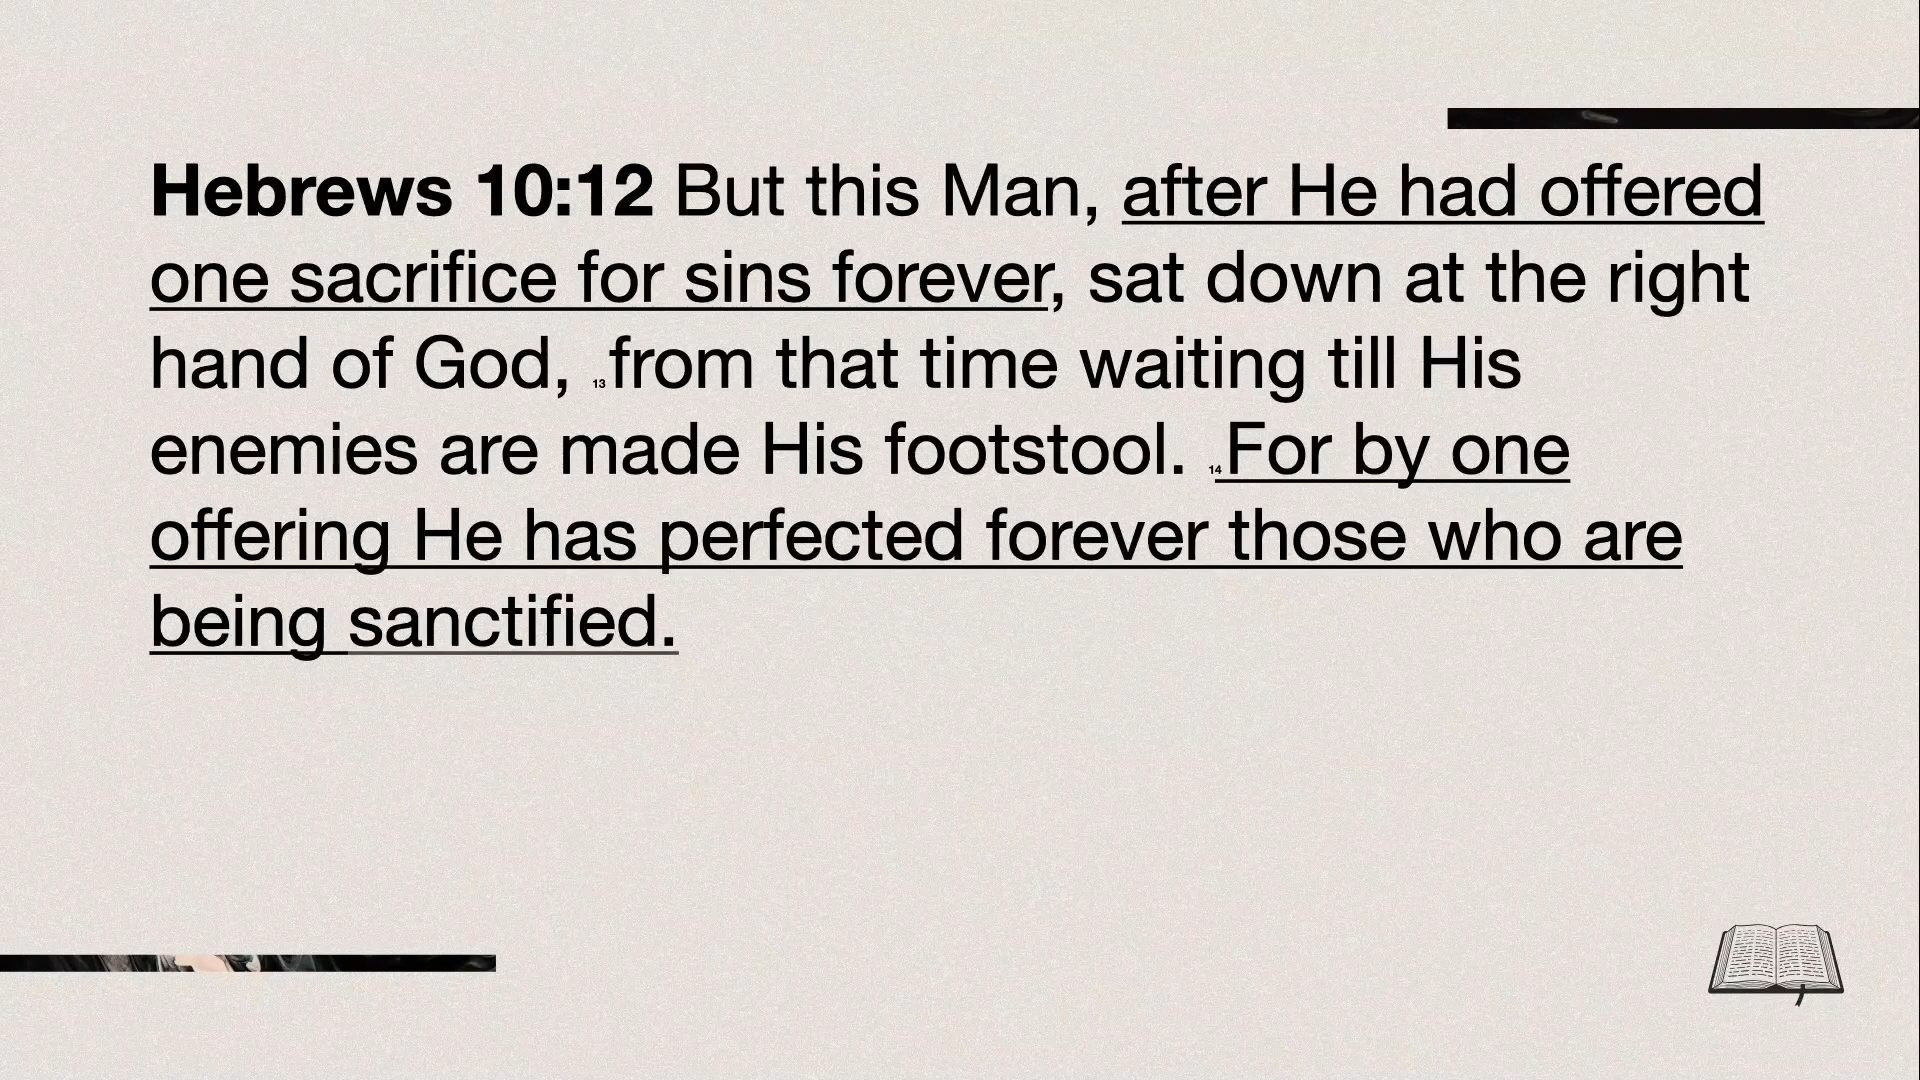 Hebrews 10:12 But this Man, after He had offered
one sacrifice for sins forever, sat down at the right
hand of God, 13 from that time waiting till His
enemies are made His footstool. 14 For by one
offering He has perfected forever those who are
being sanctified.